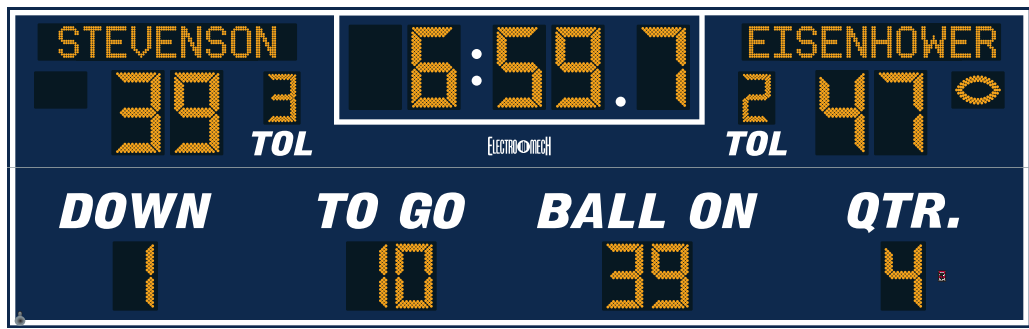 STEVENSON 6:59.7 EISENHOWER
39 3 2 47
TOL ELECTRO-MECH TOL
DOWN TO GO BALL ON QTR.
1 10 39 4